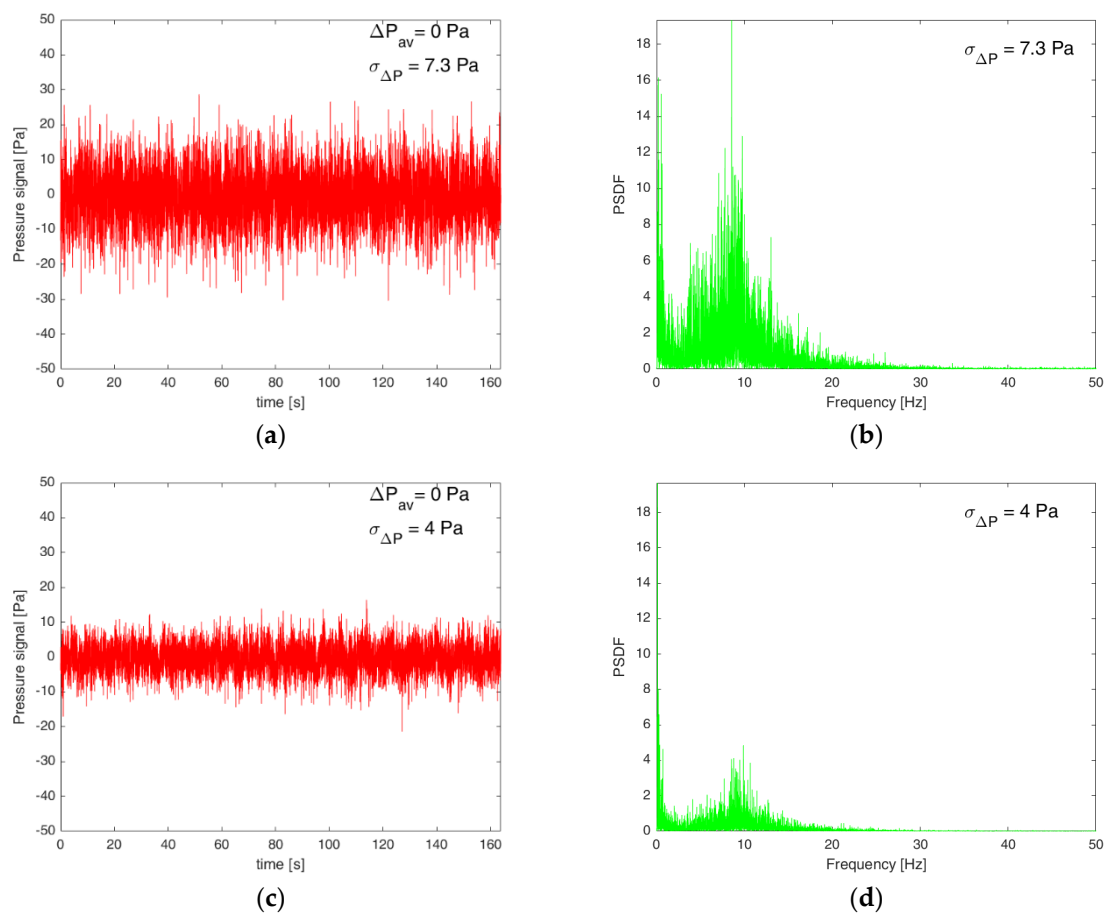 ΔPav = 0 Pa
σΔP = 7.3 Pa
50
40
30
20
10
0
-10
-20
-30
-40
-50
Pressure signal [Pa]
0 20 40 60 80 100 120 140 160
time [s]
(a)
σΔP = 7.3 Pa
18
16
14
12
10
8
6
4
2
0
PSDF
0 10 20 30 40 50
Frequency [Hz]
(b)
ΔPav = 0 Pa
σΔP = 4 Pa
50
40
30
20
10
0
-10
-20
-30
-40
-50
Pressure signal [Pa]
0 20 40 60 80 100 120 140 160
time [s]
(c)
σΔP = 4 Pa
18
16
14
12
10
8
6
4
2
0
PSDF
0 10 20 30 40 50
Frequency [Hz]
(d)